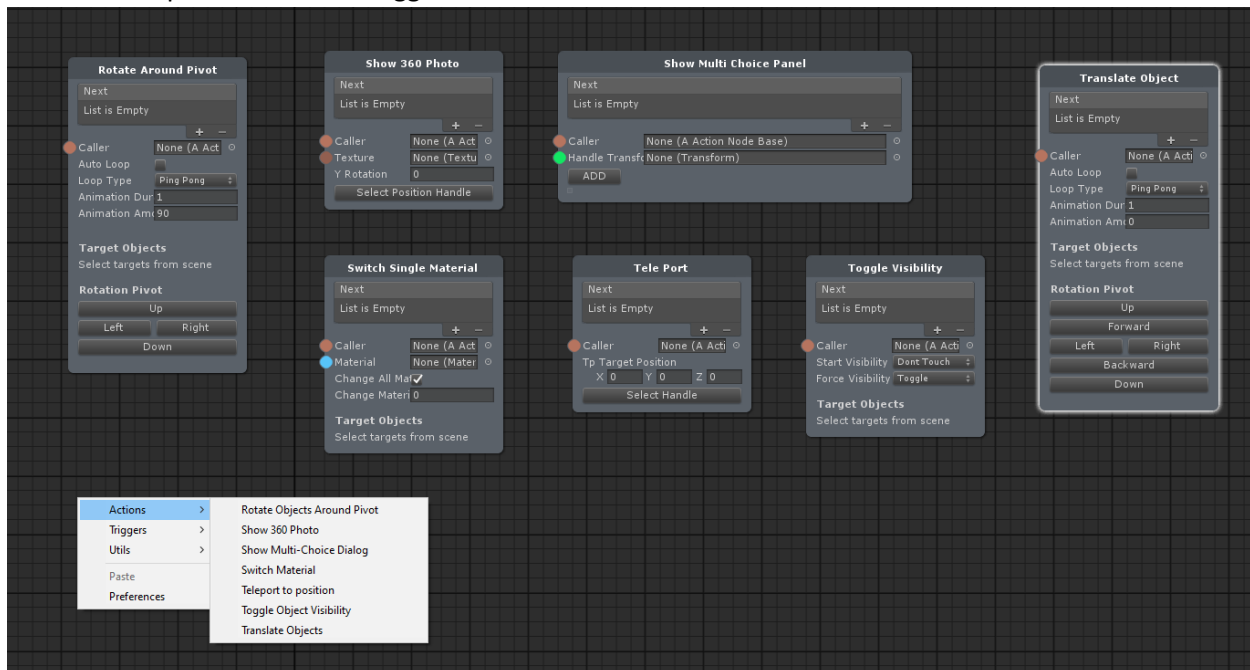 Rotate Around Pivot
Next
List is Empty
+ −
Caller None (A Act
Auto Loop
Loop Type Ping Pong
Animation Dur 1
Animation Am 90
Target Objects
Select targets from scene
Rotation Pivot
Up
Left Right
Down
Show 360 Photo
Next
List is Empty
+ −
Caller None (A Act
Texture None (Textu
Y Rotation 0
Select Position Handle
Show Multi Choice Panel
Next
List is Empty
+ −
Caller None (A Action Node Base)
Handle Transfo None (Transform)
ADD
Translate Object
Next
List is Empty
+ −
Caller None (A Acti
Auto Loop
Loop Type Ping Pong
Animation Dur 1
Animation Am 0
Target Objects
Select targets from scene
Rotation Pivot
Up
Forward
Left Right
Backward
Down
Switch Single Material
Next
List is Empty
+ −
Caller None (A Act
Material None (Mater
Change All Mat
Change Materi 0
Target Objects
Select targets from scene
Tele Port
Next
List is Empty
+ −
Caller None (A Acti
Tp Target Position
X 0 Y 0 Z 0
Select Handle
Toggle Visibility
Next
List is Empty
+ −
Caller None (A Acti
Start Visibility Dont Touch
Force Visibility Toggle
Target Objects
Select targets from scene
Actions >
Triggers >
Utils >
Paste
Preferences
Rotate Objects Around Pivot
Show 360 Photo
Show Multi-Choice Dialog
Switch Material
Teleport to position
Toggle Object Visibility
Translate Objects